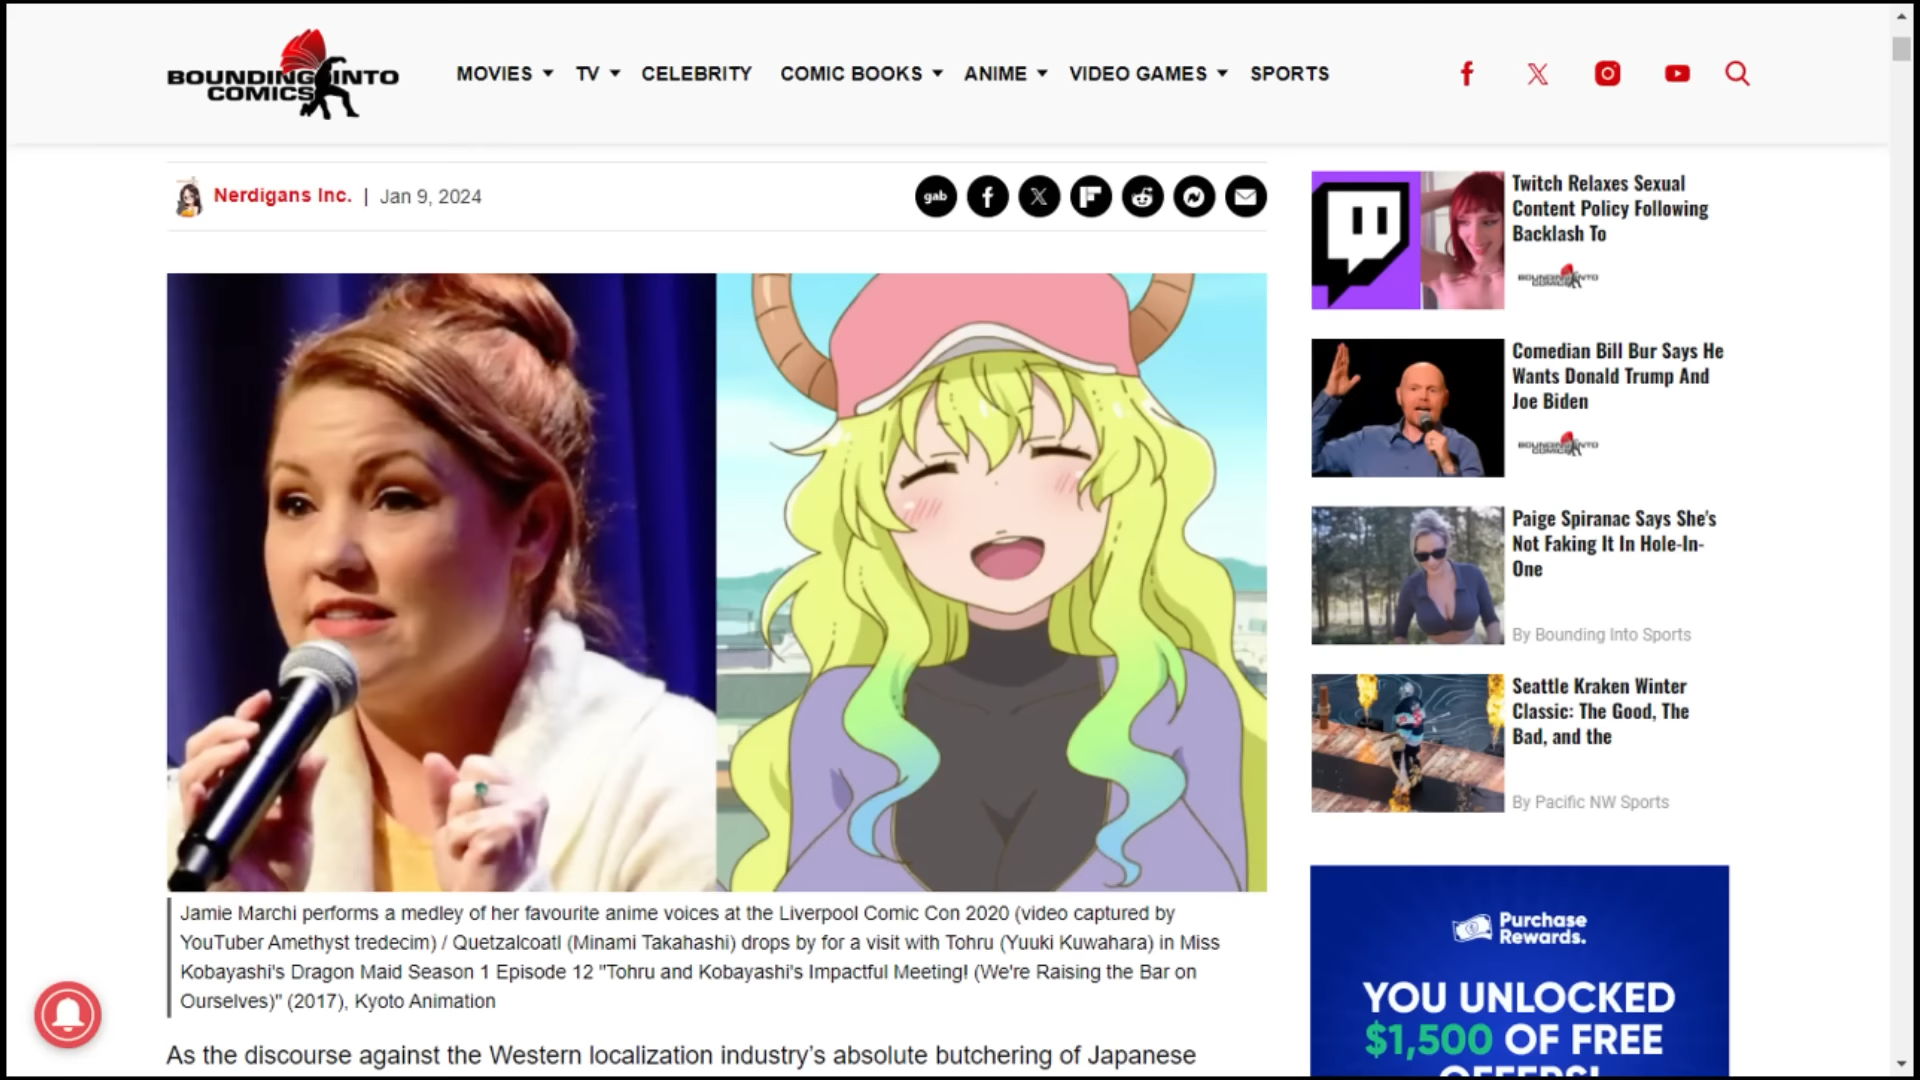 BOUNDING INTO
COMICS
MOVIES TV CELEBRITY COMIC BOOKS ANIME VIDEO GAMES SPORTS
Nerdigans Inc. | Jan 9, 2024
gab
Jamie Marchi performs a medley of her favourite anime voices at the Liverpool Comic Con 2020 (video captured by
YouTuber Amethyst tredecim) / Quetzalcoatl (Minami Takahashi) drops by for a visit with Tohru (Yuuki Kuwahara) in Miss
Kobayashi's Dragon Maid Season 1 Episode 12 "Tohru and Kobayashi's Impactful Meeting! (We're Raising the Bar on
Ourselves)" (2017), Kyoto Animation
As the discourse against the Western localization industry's absolute butchering of Japanese
Twitch Relaxes Sexual
Content Policy Following
Backlash To
BOUNDING INTO
COMICS
Comedian Bill Bur Says He
Wants Donald Trump And
Joe Biden
BOUNDING INTO
COMICS
Paige Spiranac Says She's
Not Faking It In Hole-In-
One
By Bounding Into Sports
Seattle Kraken Winter
Classic: The Good, The
Bad, and the
By Pacific NW Sports
Purchase
Rewards.
YOU UNLOCKED
$1,500 OF FREE
OFFERS!